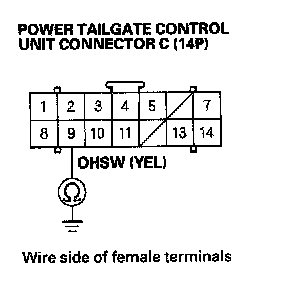 POWER TAILGATE CONTROL
UNIT CONNECTOR C (14P)
1 2 3 4 5 7
8 9 10 11 13 14
OHSW (YEL)
Ω
Wire side of female terminals